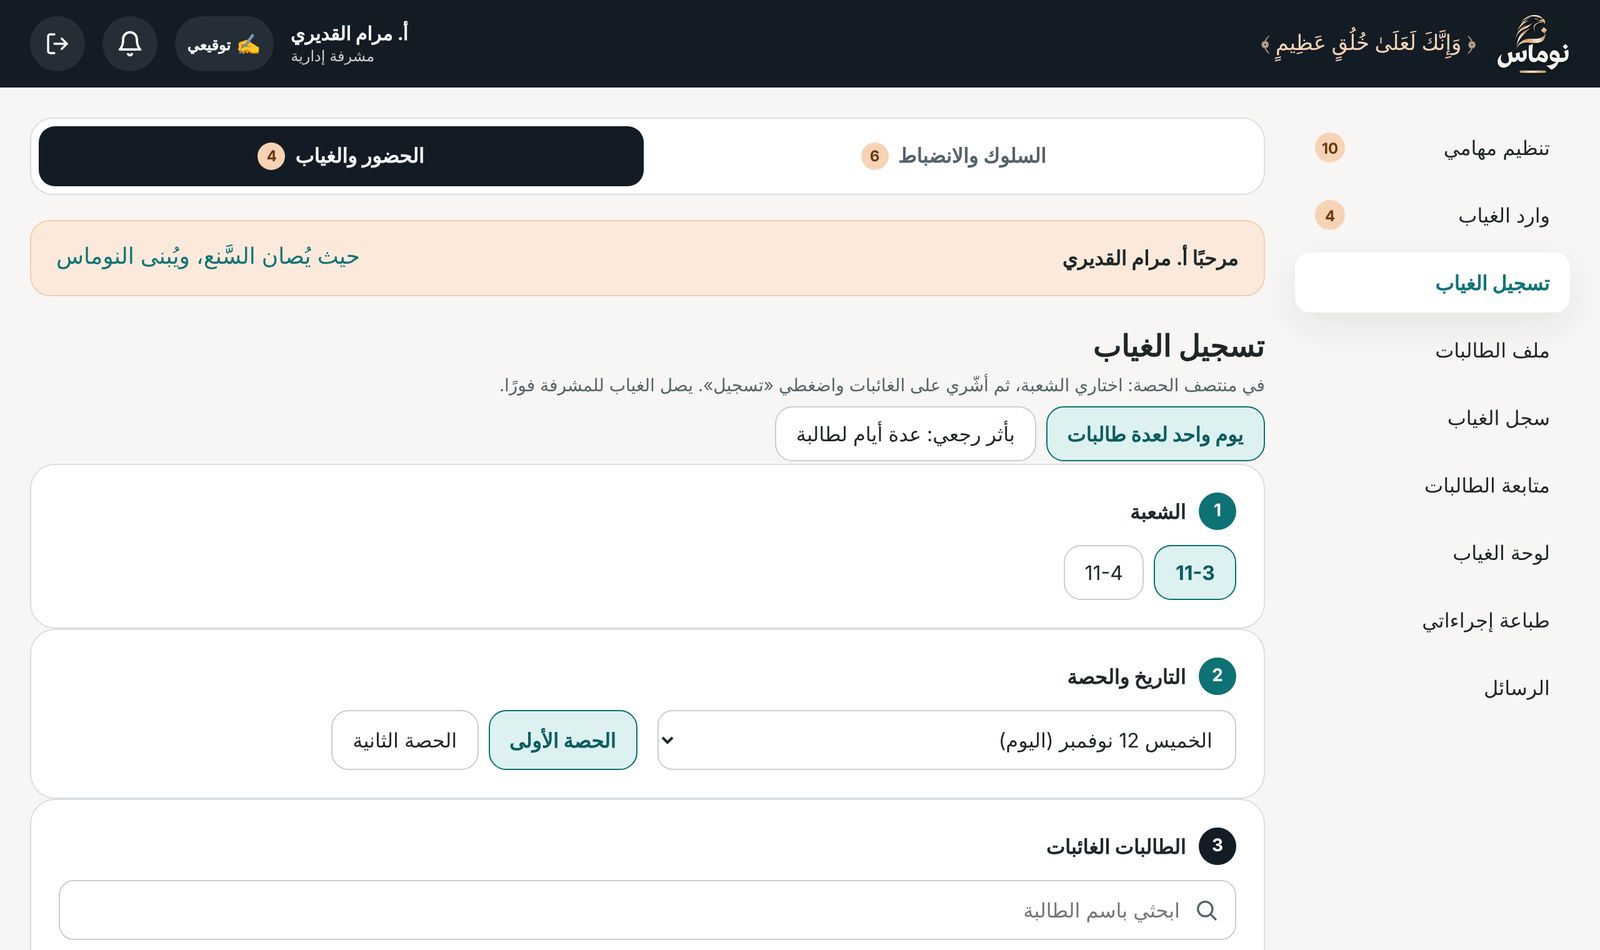 نوماس
﴿ وَإِنَّكَ لَعَلَىٰ خُلُقٍ عَظِيمٍ ﴾
أ. مرام القديري
مشرفة إدارية
✍️ توقيعي
تنظيم مهامي 10
وارد الغياب 4
تسجيل الغياب
ملف الطالبات
سجل الغياب
متابعة الطالبات
لوحة الغياب
طباعة إجراءاتي
الرسائل
السلوك والانضباط 6
الحضور والغياب 4
مرحبًا أ. مرام القديري
حيث يُصان السَّنع، ويُبنى النوماس
تسجيل الغياب
في منتصف الحصة: اختاري الشعبة، ثم أشّري على الغائبات واضغطي «تسجيل». يصل الغياب للمشرفة فورًا.
يوم واحد لعدة طالبات
بأثر رجعي: عدة أيام لطالبة
1 الشعبة
11-3
11-4
2 التاريخ والحصة
الخميس 12 نوفمبر (اليوم)
الحصة الأولى
الحصة الثانية
3 الطالبات الغائبات
ابحثي باسم الطالبة